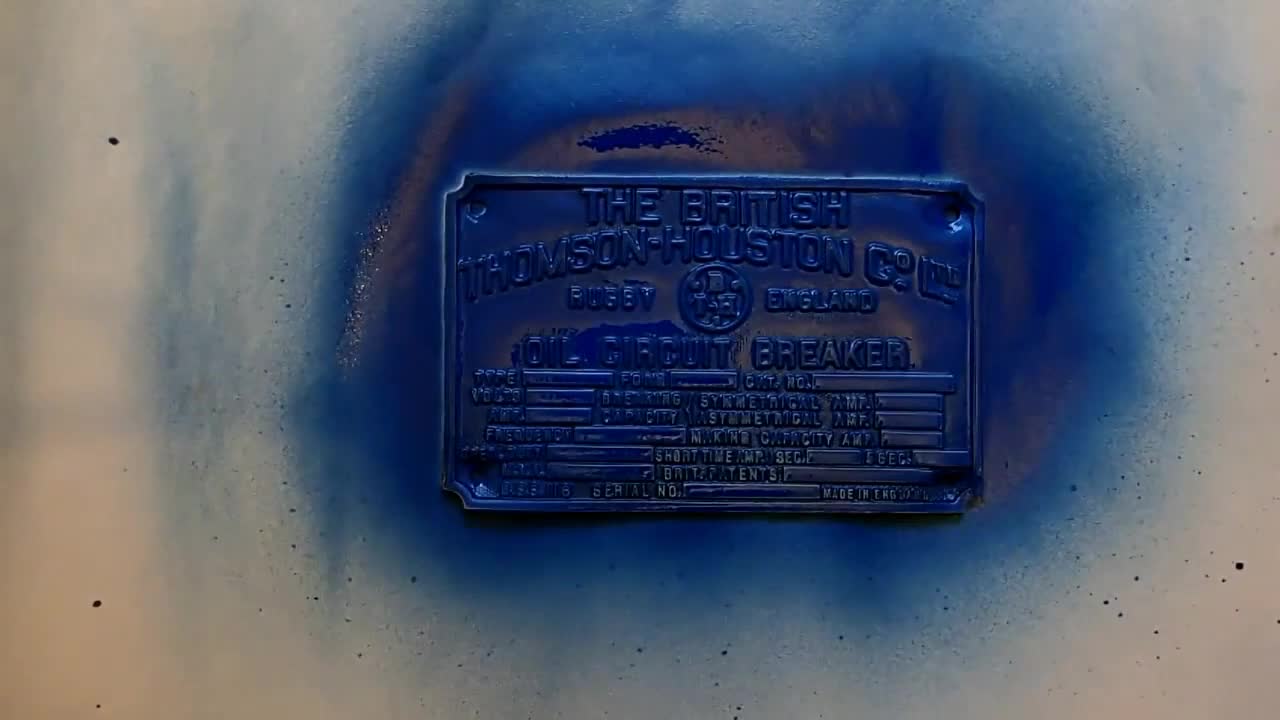 THE BRITISH
THOMSON-HOUSTON Cº LTD
RUGBY BTH ENGLAND
OIL CIRCUIT BREAKER
TYPE FORM CAT. NO.
VOLTS BREAKING SYMMETRICAL AMP.
AMP. CAPACITY ASYMMETRICAL AMP.
FREQUENCY MAKING CAPACITY AMP.
SHORT TIME AMP. SEC. SEC.
BRIT. PATENTS
SERIAL NO. MADE IN ENGLAND